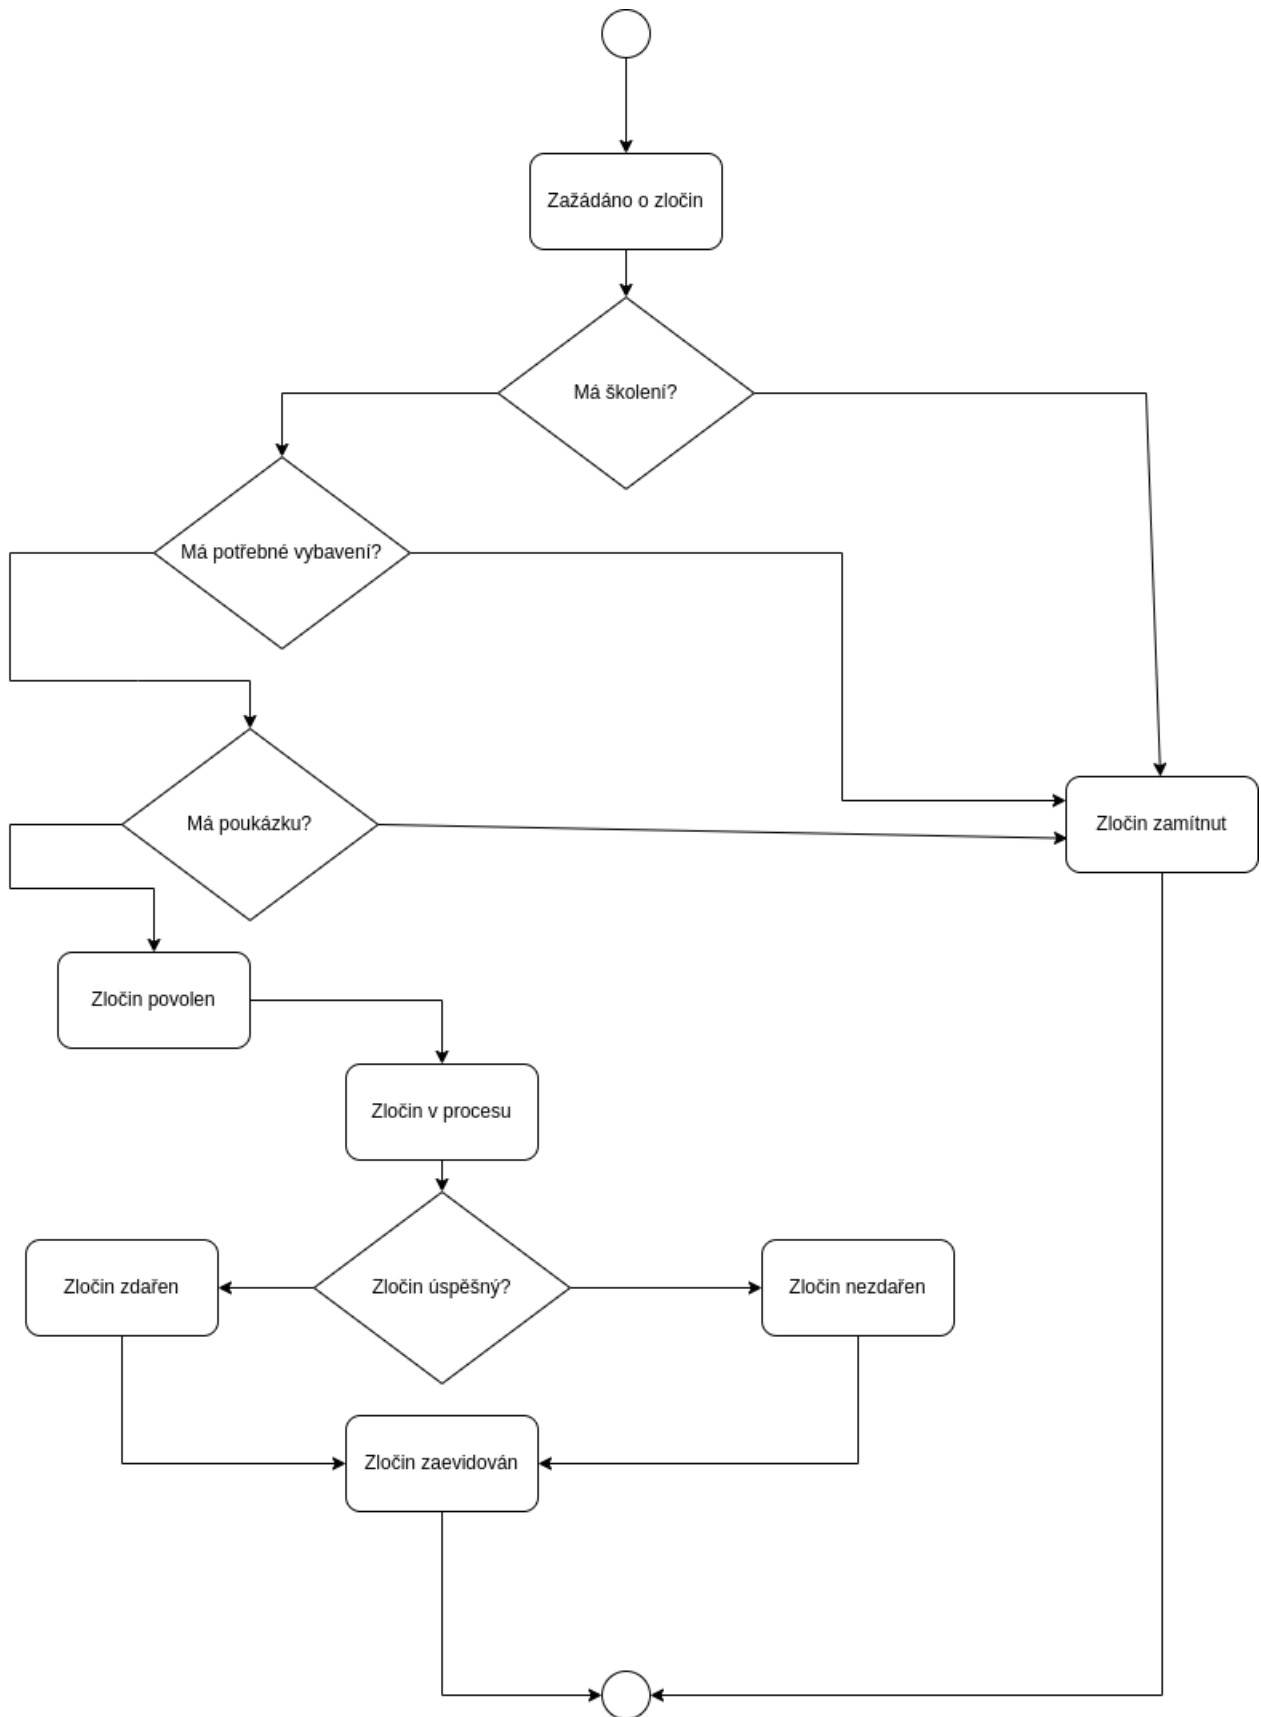 Zažádáno o zločin
Má školení?
Má potřebné vybavení?
Má poukázku?
Zločin zamítnut
Zločin povolen
Zločin v procesu
Zločin zdařen
Zločin úspěšný?
Zločin nezdařen
Zločin zaevidován